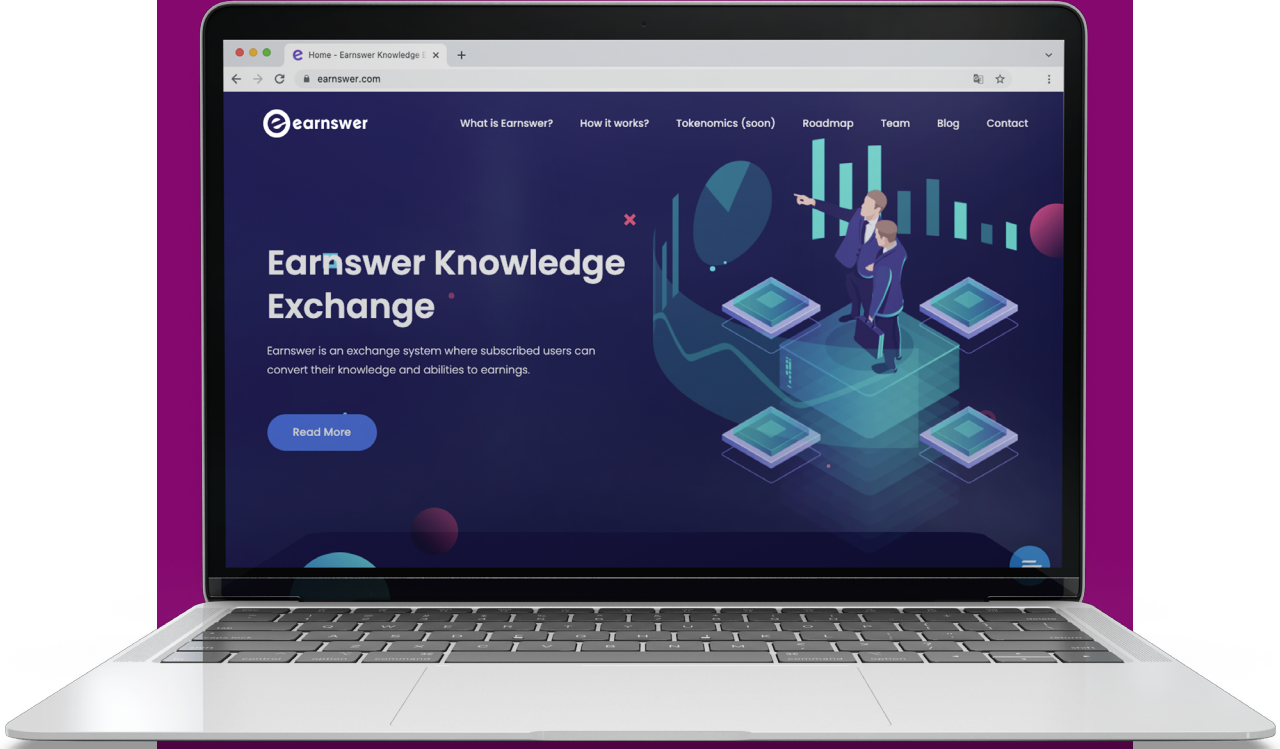 Home - Earnswer Knowledge E
earnswer.com
earnswer
What is Earnswer? How it works? Tokenomics (soon) Roadmap Team Blog Contact
Earnswer Knowledge
Exchange
Earnswer is an exchange system where subscribed users can
convert their knowledge and abilities to earnings.
Read More